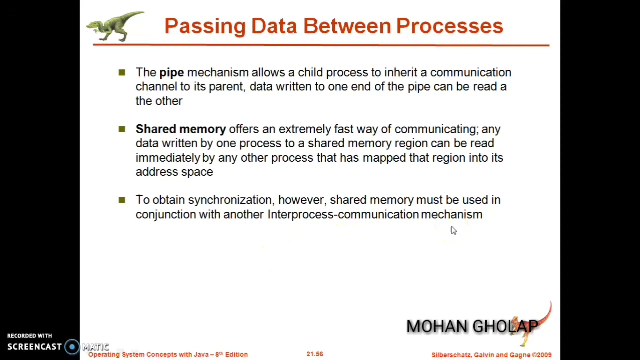 Passing Data Between Processes
The pipe mechanism allows a child process to inherit a communication
channel to its parent, data written to one end of the pipe can be read a
the other
Shared memory offers an extremely fast way of communicating; any
data written by one process to a shared memory region can be read
immediately by any other process that has mapped that region into its
address space
To obtain synchronization, however, shared memory must be used in
conjunction with another Interprocess-communication mechanism
MOHAN GHOLAP
RECORDED WITH
SCREENCAST MATIC
Operating System Concepts with Java – 8th Edition
21.56
Silberschatz, Galvin and Gagne ©2009